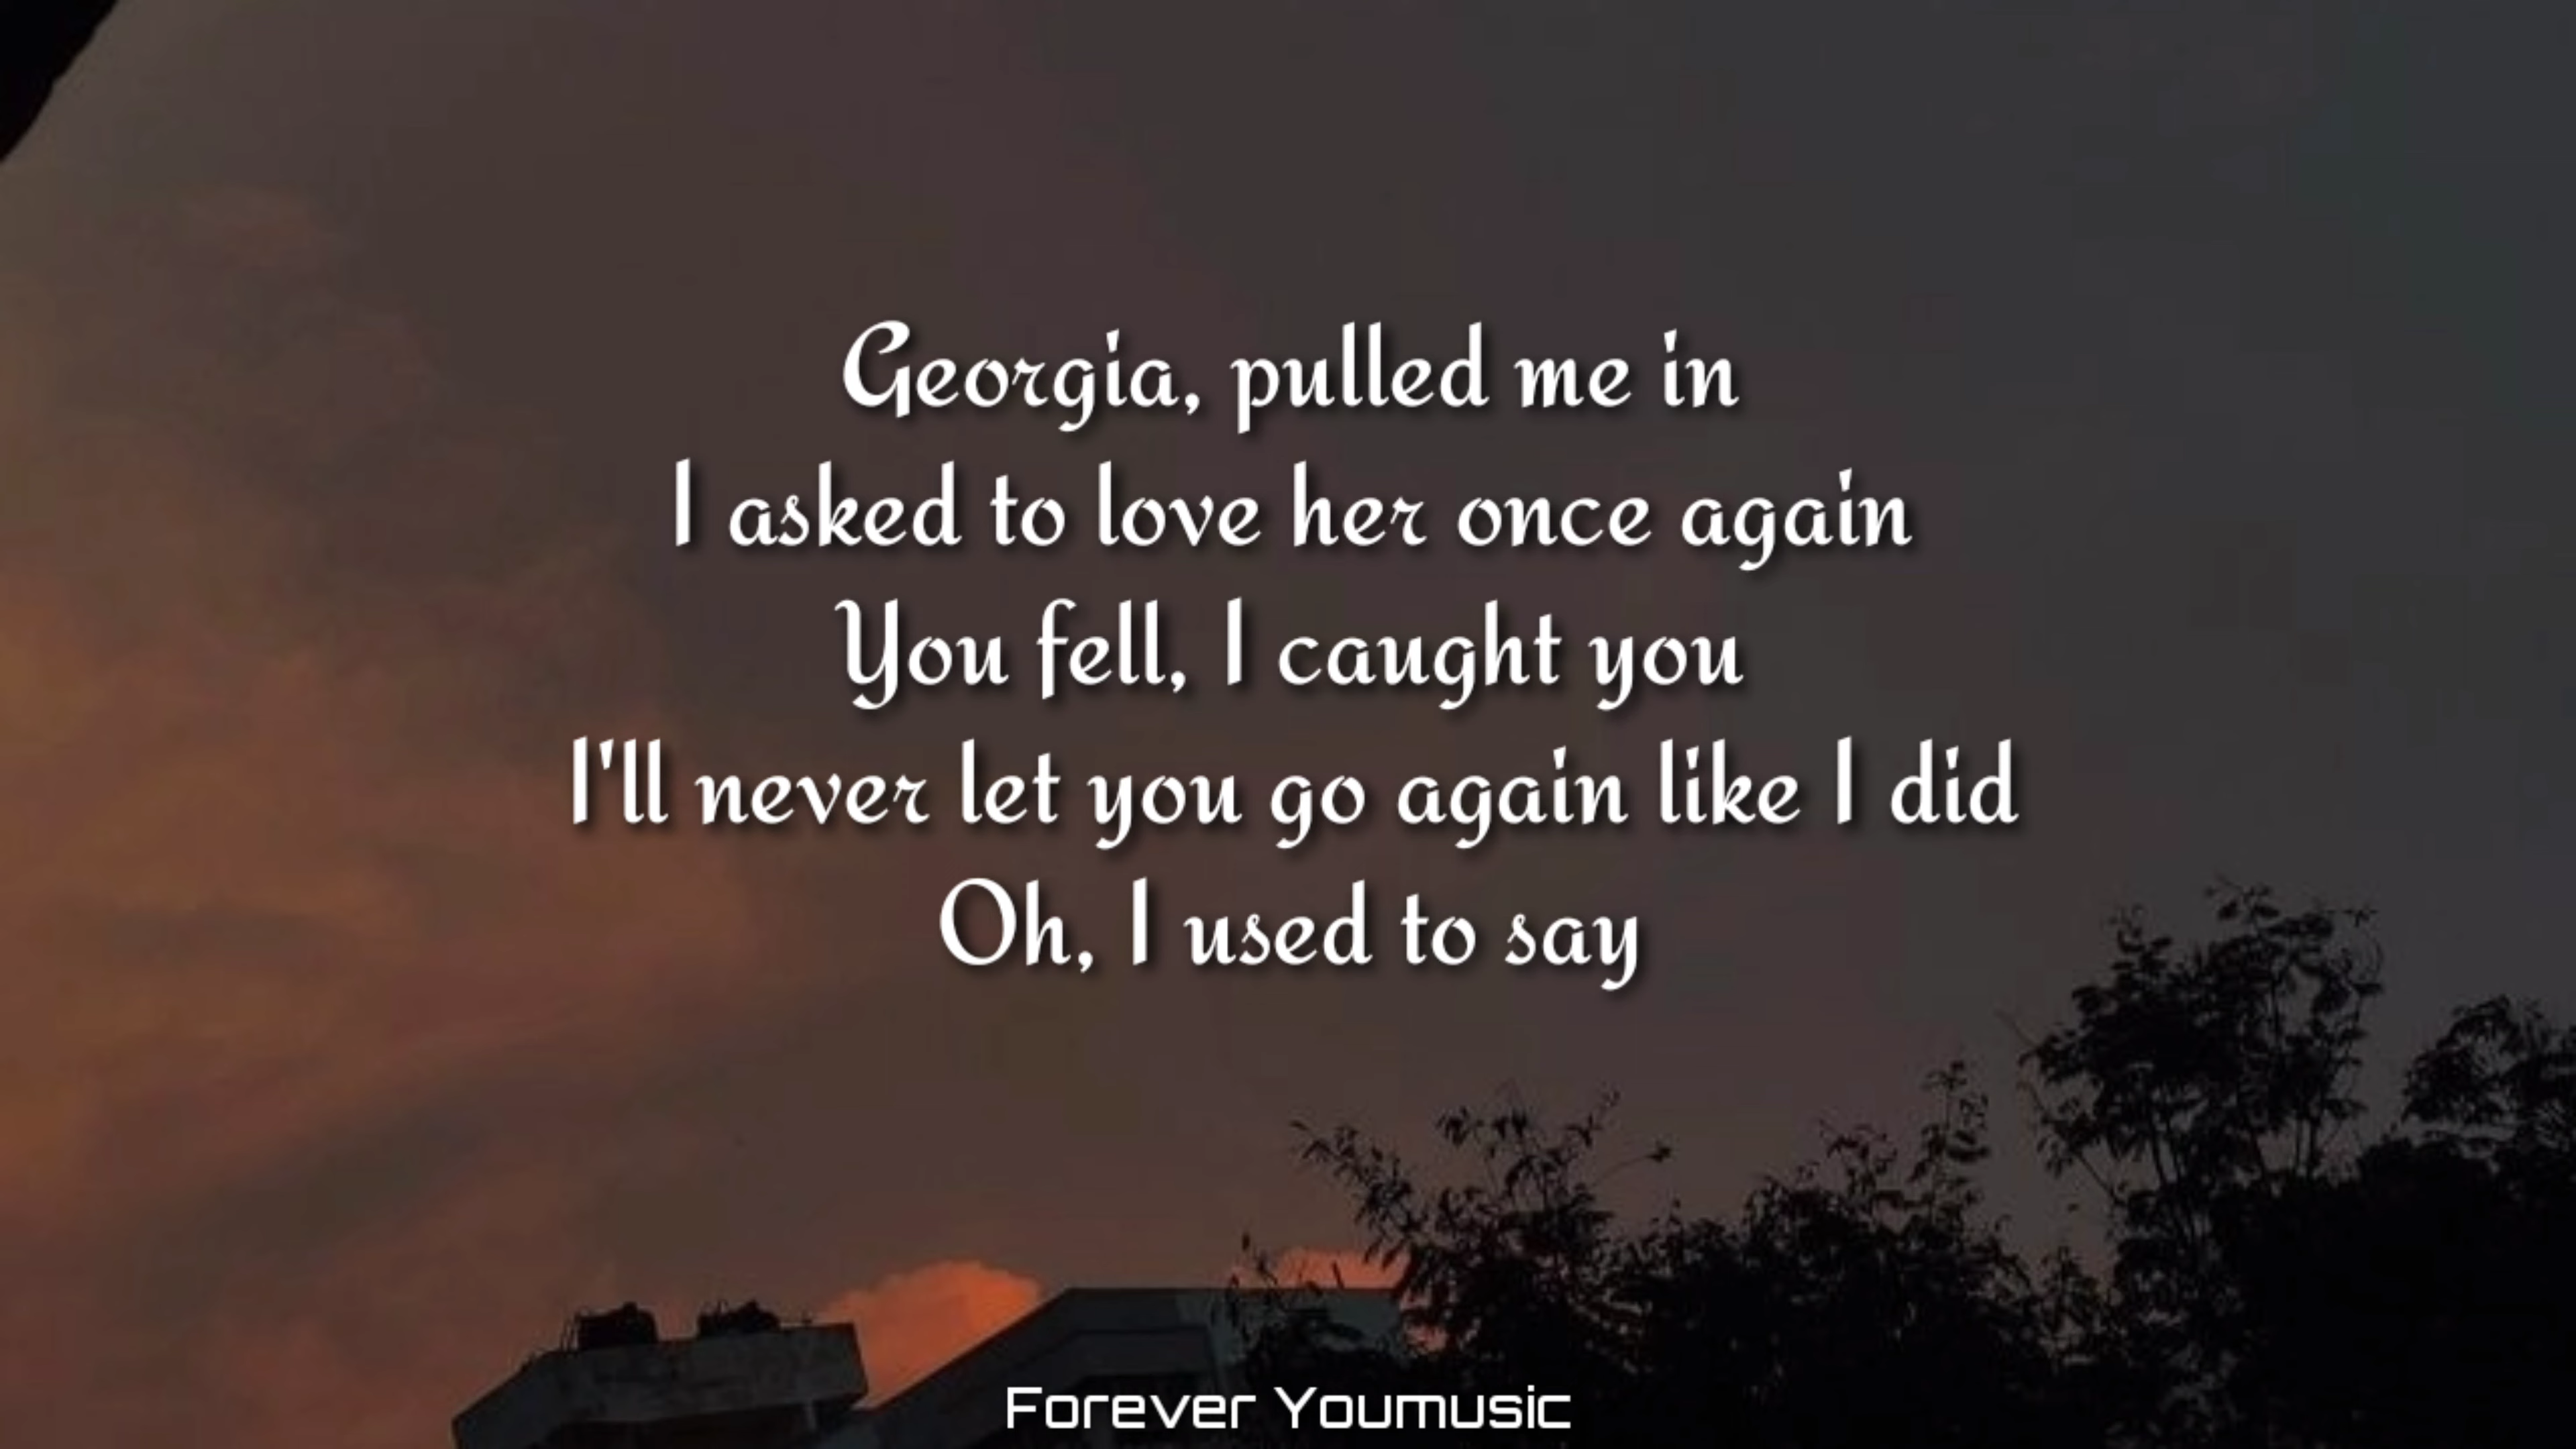 Georgia, pulled me in
I asked to love her once again
You fell, I caught you
I'll never let you go again like I did
Oh, I used to say
Forever Youmusic